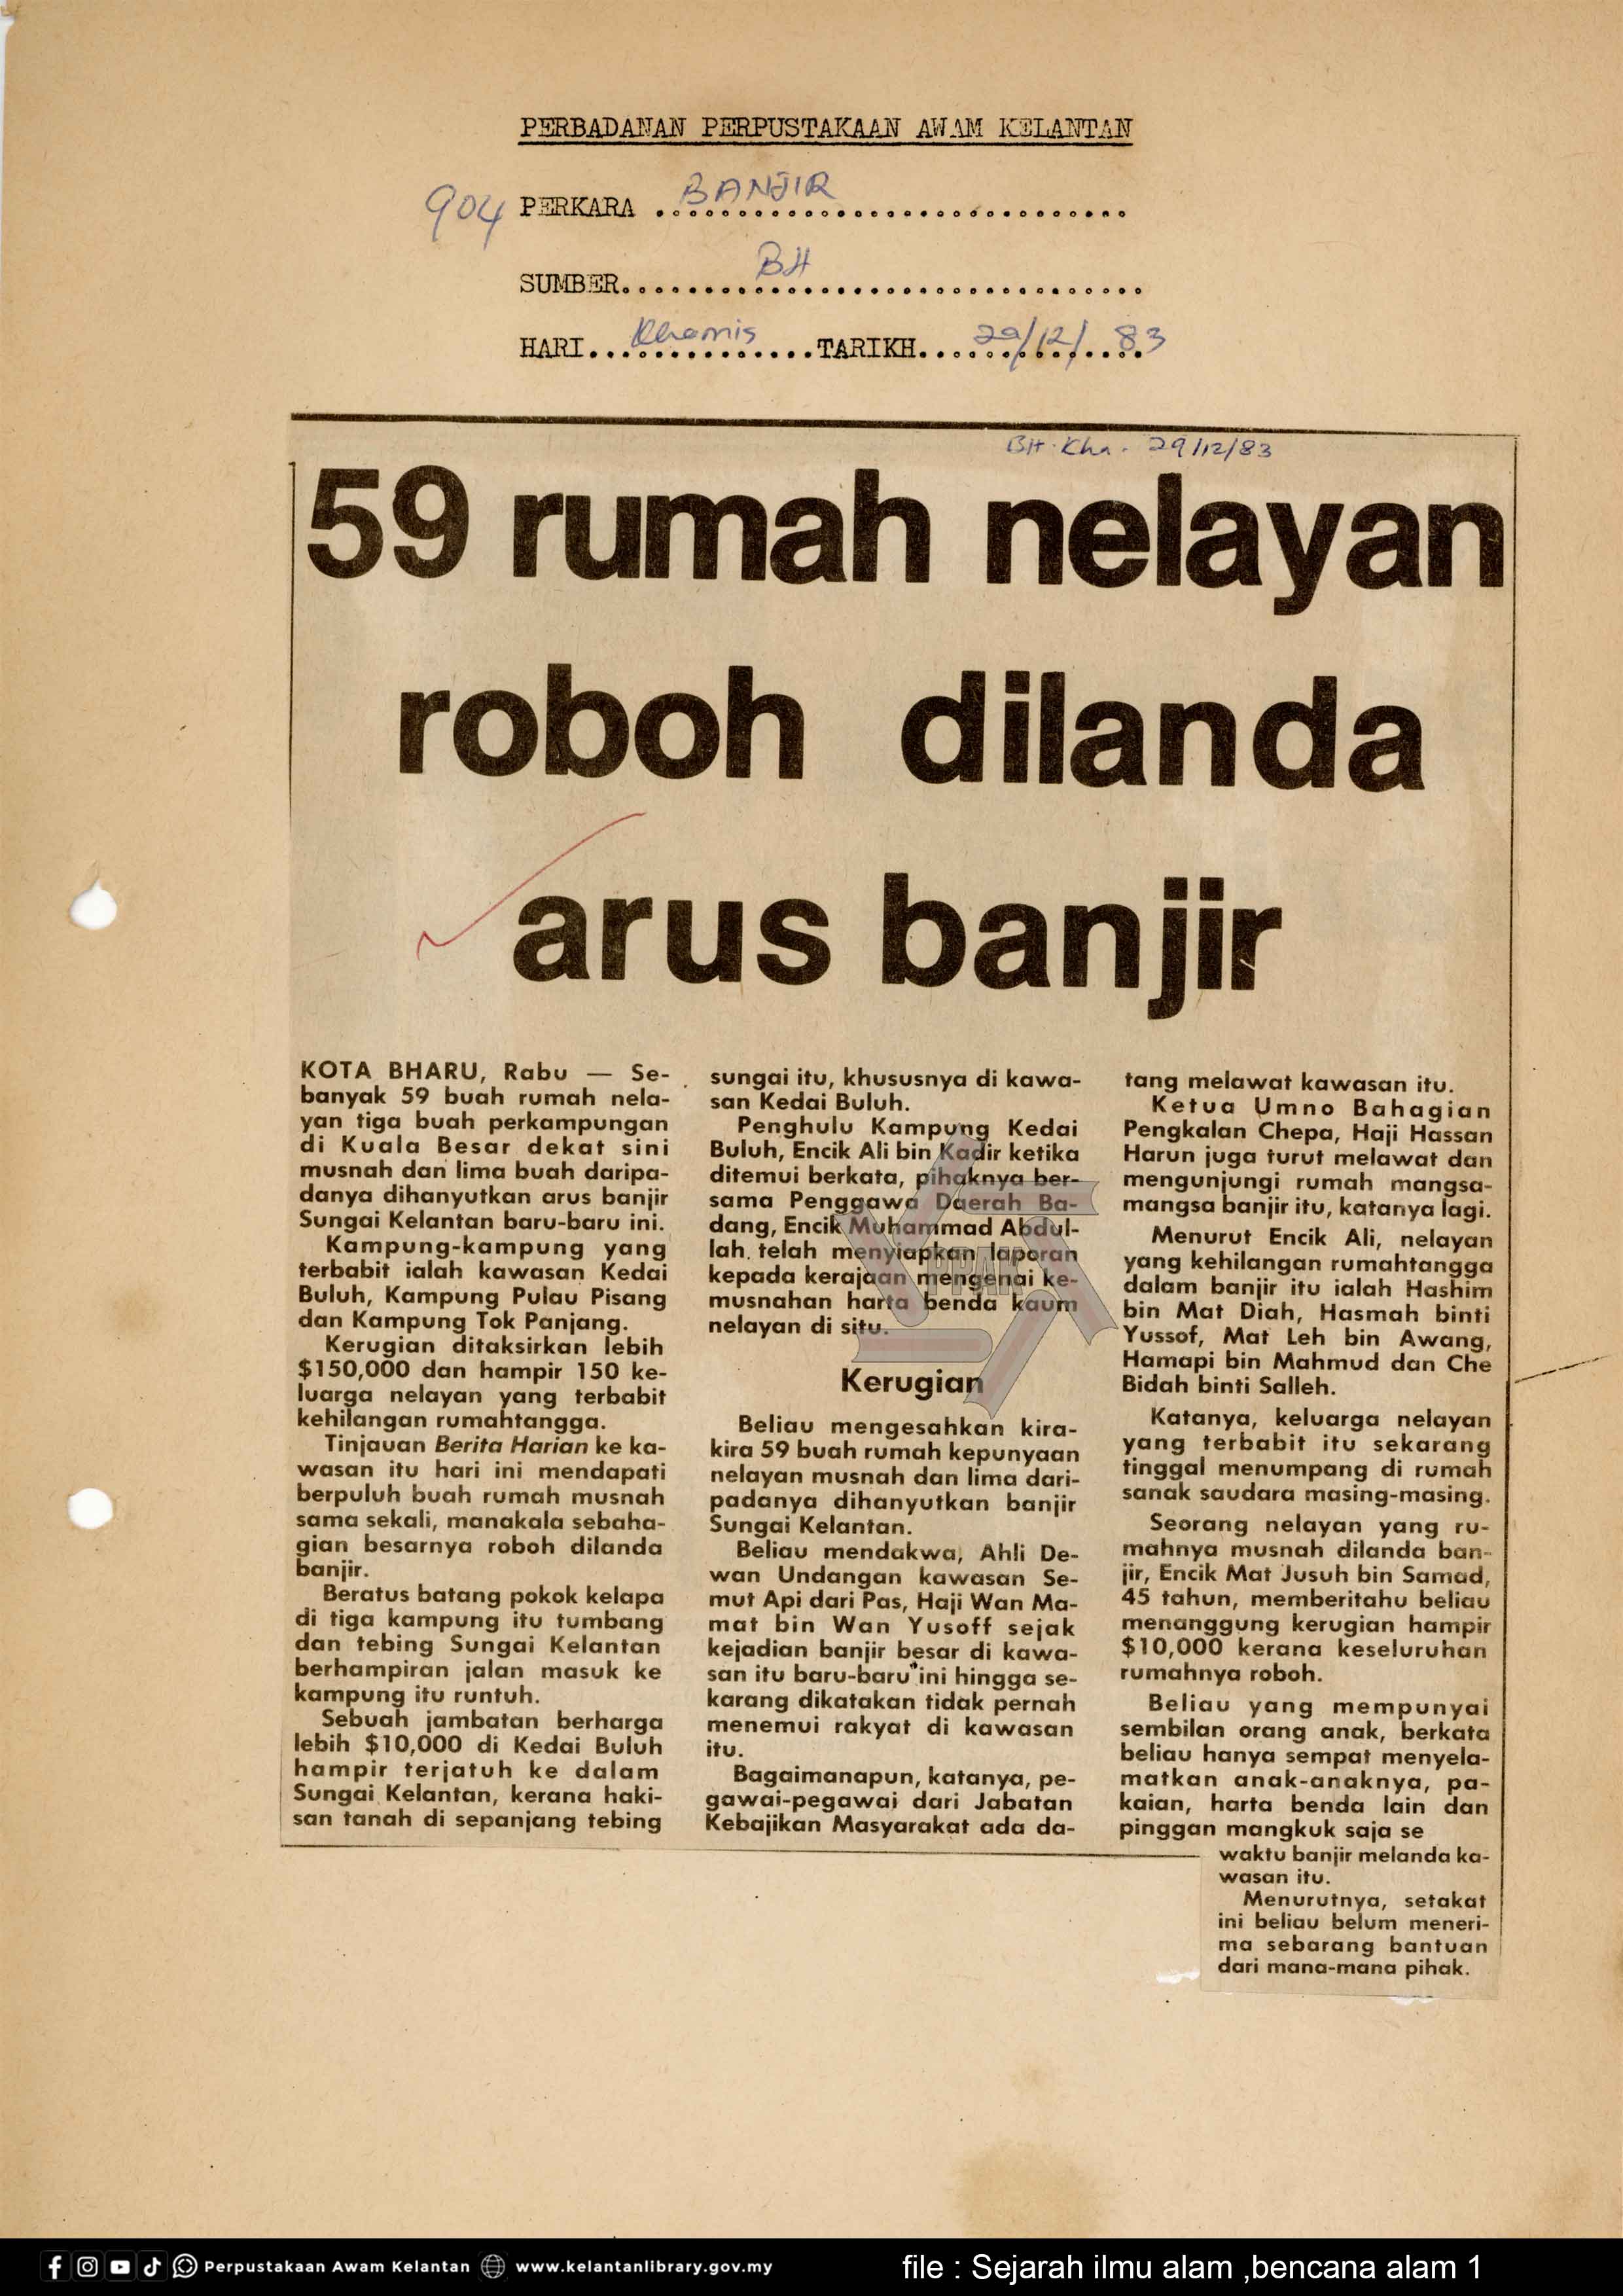 PERBADANAN PERPUSTAKAAN AWAM KELANTAN
904 PERKARA BANJIR
SUMBER BH
HARI Khamis TARIKH 29/12/83
BH Kha. 29/12/83
59 rumah nelayan
roboh dilanda
arus banjir
KOTA BHARU, Rabu — Se-
banyak 59 buah rumah nela-
yan tiga buah perkampungan
di Kuala Besar dekat sini
musnah dan lima buah daripa-
danya dihanyutkan arus banjir
Sungai Kelantan baru-baru ini.
Kampung-kampung yang
terbabit ialah kawasan Kedai
Buluh, Kampung Pulau Pisang
dan Kampung Tok Panjang.
Kerugian ditaksirkan lebih
$150,000 dan hampir 150 ke-
luarga nelayan yang terbabit
kehilangan rumahtangga.
Tinjauan Berita Harian ke ka-
wasan itu hari ini mendapati
berpuluh buah rumah musnah
sama sekali, manakala sebaha-
gian besarnya roboh dilanda
banjir.
Beratus batang pokok kelapa
di tiga kampung itu tumbang
dan tebing Sungai Kelantan
berhampiran jalan masuk ke
kampung itu runtuh.
Sebuah jambatan berharga
lebih $10,000 di Kedai Buluh
hampir terjatuh ke dalam
Sungai Kelantan, kerana haki-
san tanah di sepanjang tebing
sungai itu, khususnya di kawa-
san Kedai Buluh.
Penghulu Kampung Kedai
Buluh, Encik Ali bin Kadir ketika
ditemui berkata, pihaknya ber-
sama Penggawa Daerah Ba-
dang, Encik Muhammad Abdul-
lah, telah menyiapkan laporan
kepada kerajaan mengenai ke-
musnahan harta benda kaum
nelayan di situ.
Kerugian
Beliau mengesahkan kira-
kira 59 buah rumah kepunyaan
nelayan musnah dan lima dari-
padanya dihanyutkan banjir
Sungai Kelantan.
Beliau mendakwa, Ahli De-
wan Undangan kawasan Se-
mut Api dari Pas, Haji Wan Ma-
mat bin Wan Yusoff sejak
kejadian banjir besar di kawa-
san itu baru-baru ini hingga se-
karang dikatakan tidak pernah
menemui rakyat di kawasan
itu.
Bagaimanapun, katanya, pe-
gawai-pegawai dari Jabatan
Kebajikan Masyarakat ada da-
tang melawat kawasan itu.
Ketua Umno Bahagian
Pengkalan Chepa, Haji Hassan
Harun juga turut melawat dan
mengunjungi rumah mangsa-
mangsa banjir itu, katanya lagi.
Menurut Encik Ali, nelayan
yang kehilangan rumahtangga
dalam banjir itu ialah Hashim
bin Mat Diah, Hasmah binti
Yussof, Mat Leh bin Awang,
Hamapi bin Mahmud dan Che
Bidah binti Salleh.
Katanya, keluarga nelayan
yang terbabit itu sekarang
tinggal menumpang di rumah
sanak saudara masing-masing.
Seorang nelayan yang ru-
mahnya musnah dilanda ban-
jir, Encik Mat Jusuh bin Samad,
45 tahun, memberitahu beliau
menanggung kerugian hampir
$10,000 kerana keseluruhan
rumahnya roboh.
Beliau yang mempunyai
sembilan orang anak, berkata
beliau hanya sempat menyela-
matkan anak-anaknya, pa-
kaian, harta benda lain dan
pinggan mangkuk saja se
waktu banjir melanda ka-
wasan itu.
Menurutnya, setakat
ini beliau belum meneri-
ma sebarang bantuan
dari mana-mana pihak.
PPAK
Perpustakaan Awam Kelantan www.kelantanlibrary.gov.my file : Sejarah ilmu alam ,bencana alam 1